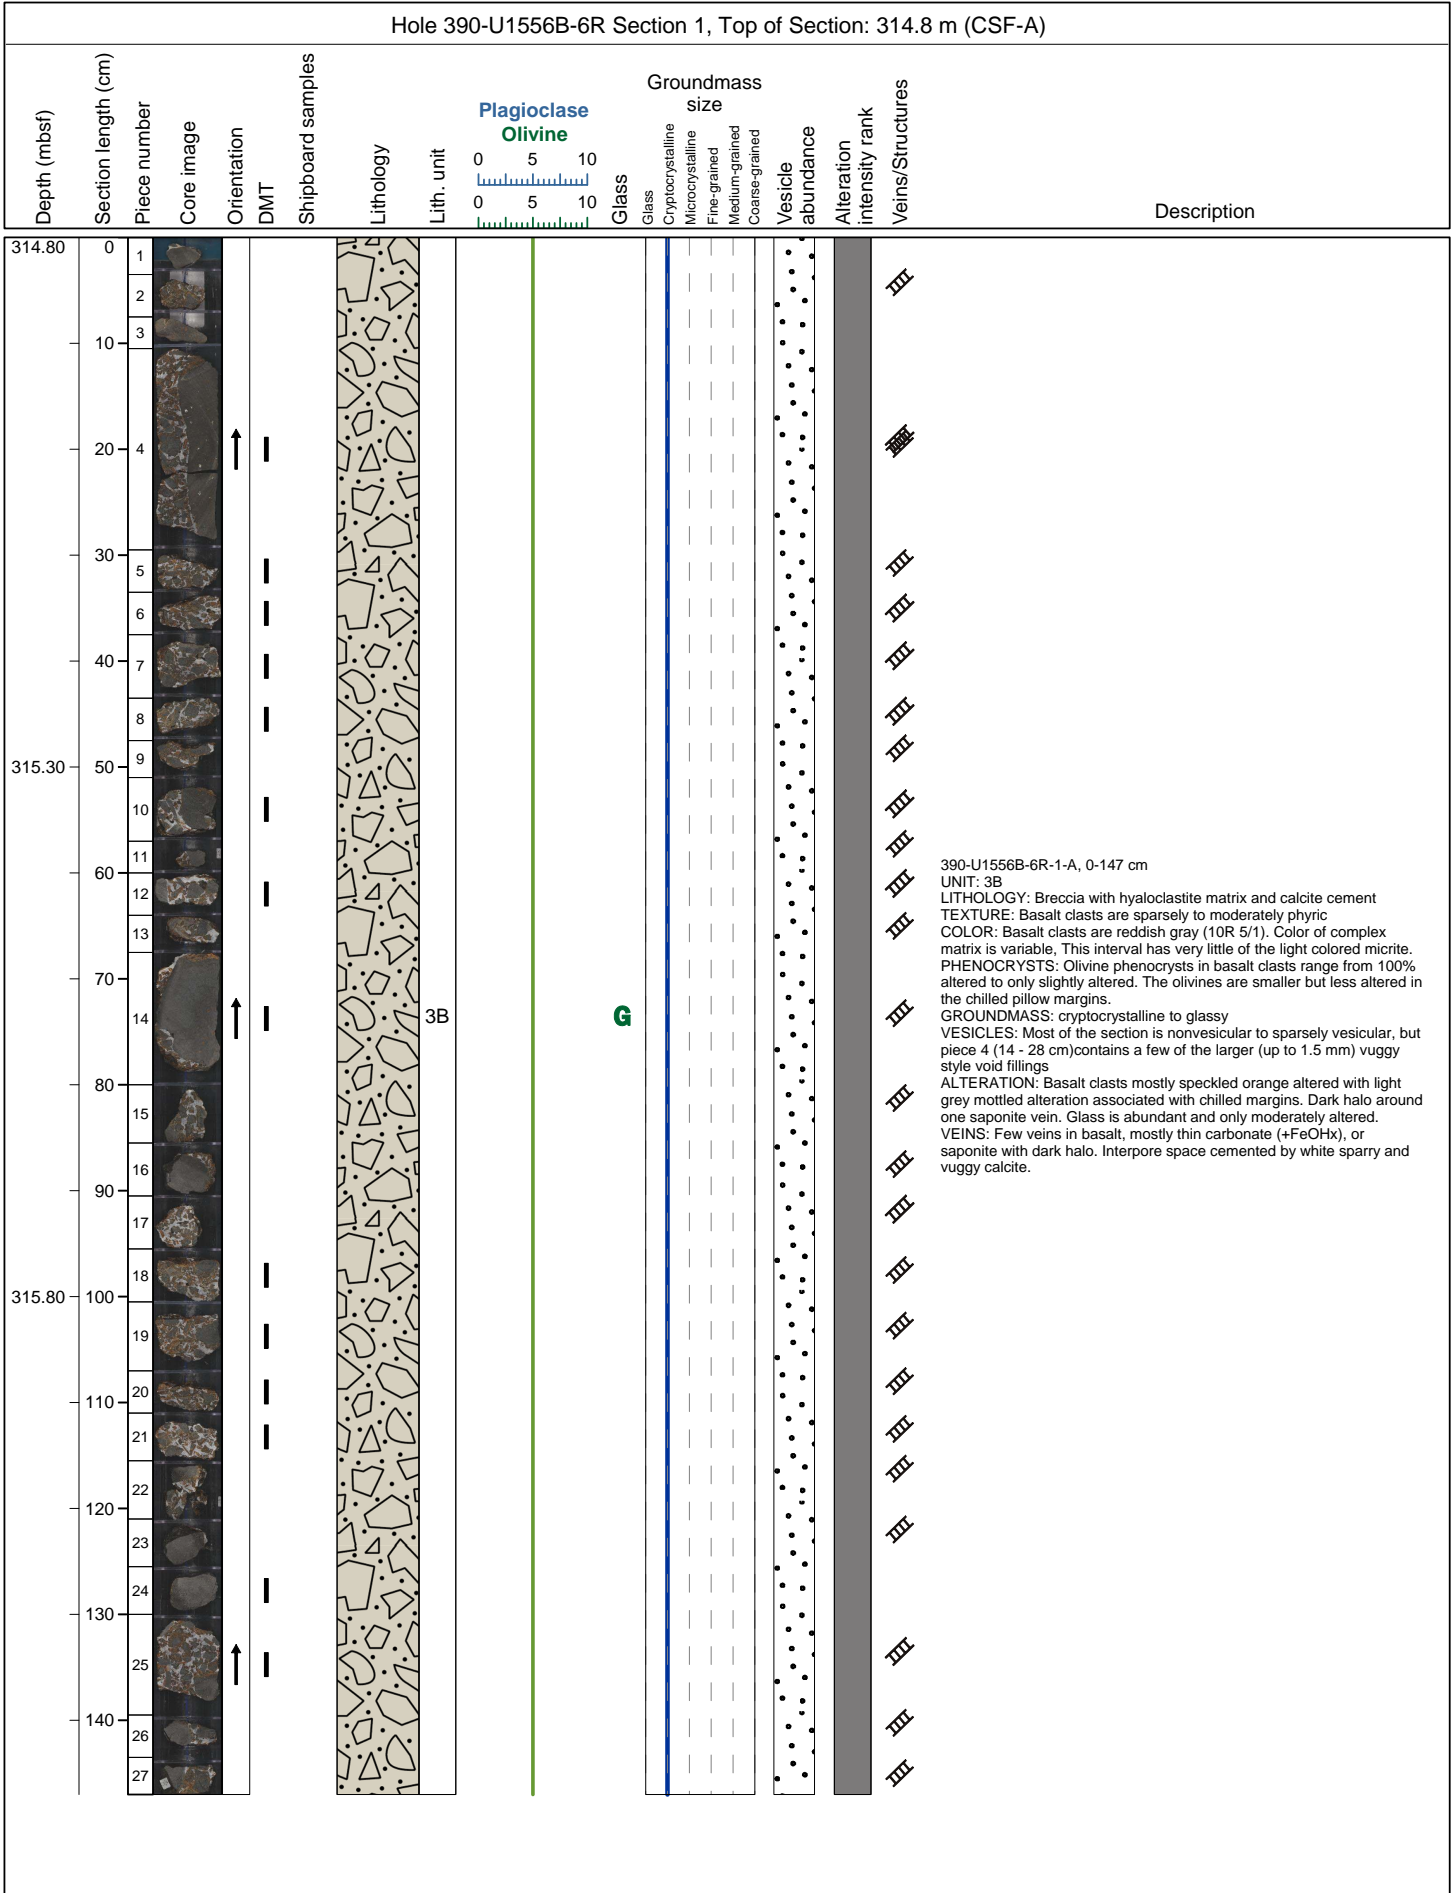 Hole 390-U1556B-6R Section 1, Top of Section: 314.8 m (CSF-A)
Depth (mbsf)
Section length (cm)
Piece number
Core image
Orientation
DMT
Shipboard samples
Lithology
Lith. unit
Plagioclase
Olivine
0 5 10
0 5 10
Glass
Groundmass
size
Glass
Cryptocrystalline
Microcrystalline
Fine-grained
Medium-grained
Coarse-grained
Vesicle
abundance
Alteration
intensity rank
Veins/Structures
Description
314.80 0
1
2
3
10
4
20
30
5
6
7
40
8
9
315.30 50
10
11
60
12
13
70
14
3B
G
80
15
16
90
17
18
315.80 100
19
20
110
21
22
120
23
24
130
25
140
26
27
390-U1556B-6R-1-A, 0-147 cm
UNIT: 3B
LITHOLOGY: Breccia with hyaloclastite matrix and calcite cement
TEXTURE: Basalt clasts are sparsely to moderately phyric
COLOR: Basalt clasts are reddish gray (10R 5/1). Color of complex
matrix is variable, This interval has very little of the light colored micrite.
PHENOCRYSTS: Olivine phenocrysts in basalt clasts range from 100%
altered to only slightly altered. The olivines are smaller but less altered in
the chilled pillow margins.
GROUNDMASS: cryptocrystalline to glassy
VESICLES: Most of the section is nonvesicular to sparsely vesicular, but
piece 4 (14 - 28 cm)contains a few of the larger (up to 1.5 mm) vuggy
style void fillings
ALTERATION: Basalt clasts mostly speckled orange altered with light
grey mottled alteration associated with chilled margins. Dark halo around
one saponite vein. Glass is abundant and only moderately altered.
VEINS: Few veins in basalt, mostly thin carbonate (+FeOHx), or
saponite with dark halo. Interpore space cemented by white sparry and
vuggy calcite.